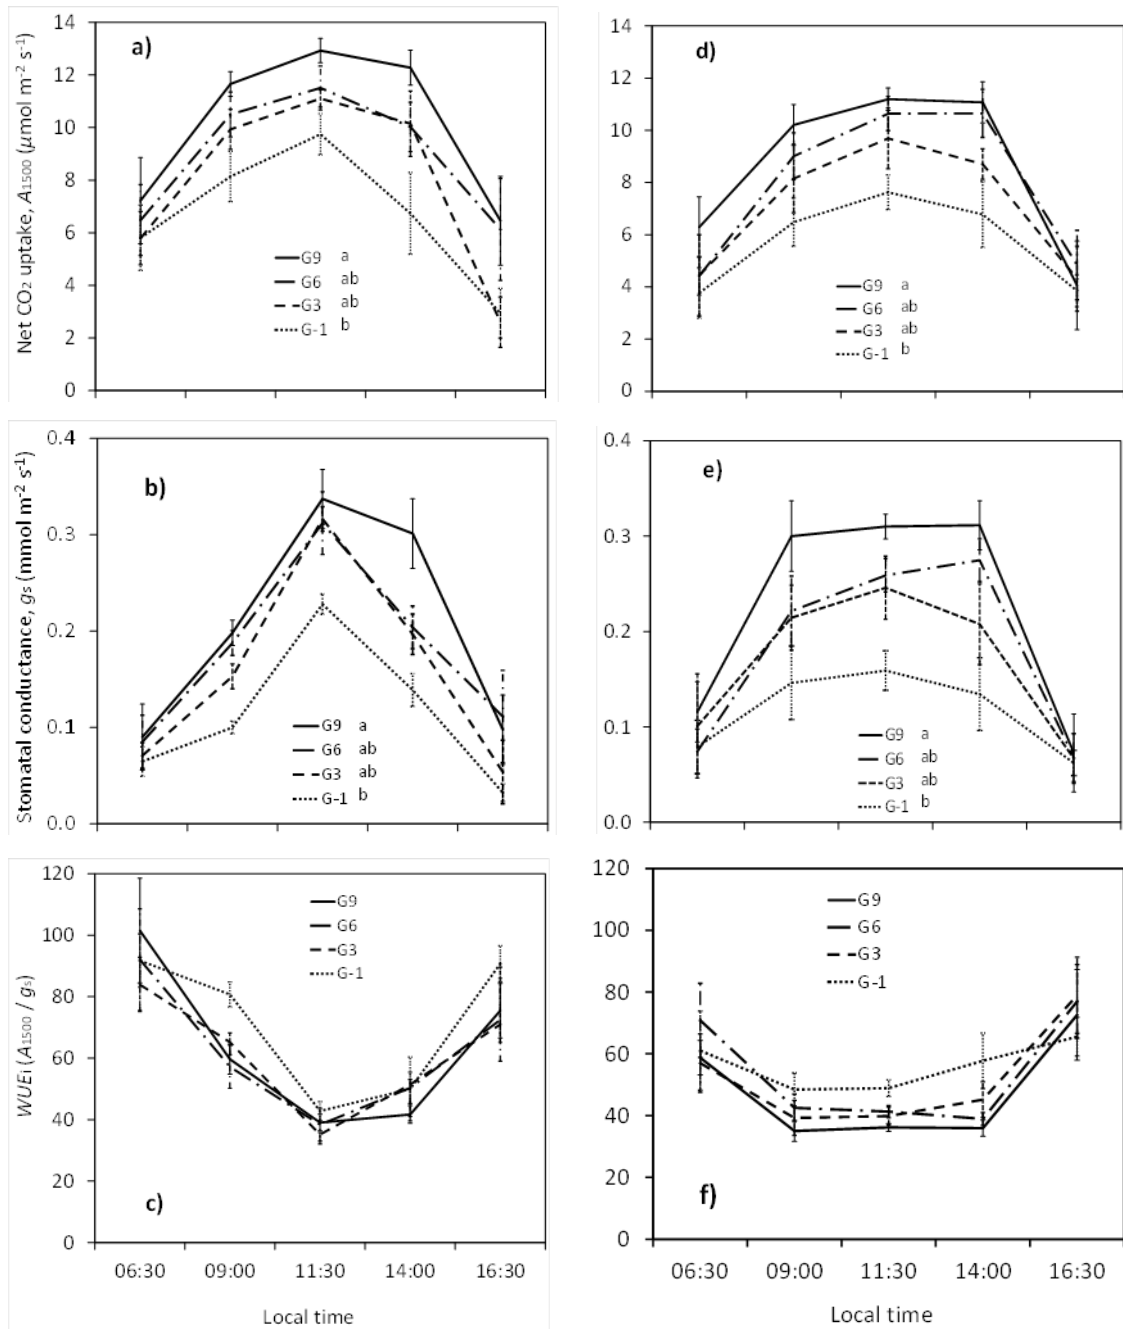 a)
Net CO2 uptake, A1500 (μmol m-2 s-1)
14
12
10
8
6
4
2
0
G9 a
G6 ab
G3 ab
G-1 b
d)
14
12
10
8
6
4
2
0
G9 a
G6 ab
G3 ab
G-1 b
b)
Stomatal conductance, gs (mmol m-2 s-1)
0.4
0.3
0.2
0.1
0.0
G9 a
G6 ab
G3 ab
G-1 b
e)
0.4
0.3
0.2
0.1
0.0
G9 a
G6 ab
G3 ab
G-1 b
WUEi (A1500 / gs)
120
100
80
60
40
20
0
G9
G6
G3
G-1
c)
06:30 09:00 11:30 14:00 16:30
Local time
120
100
80
60
40
20
0
G9
G6
G3
G-1
f)
06:30 09:00 11:30 14:00 16:30
Local time